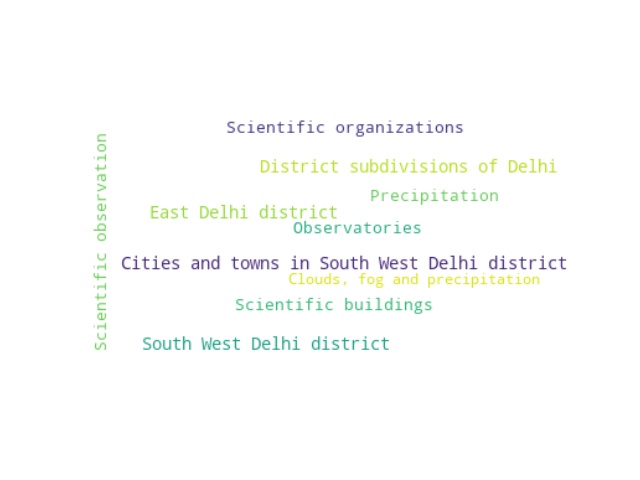 Scientific organizations
District subdivisions of Delhi
Precipitation
East Delhi district
Observatories
Scientific observation
Cities and towns in South West Delhi district
Clouds, fog and precipitation
Scientific buildings
South West Delhi district